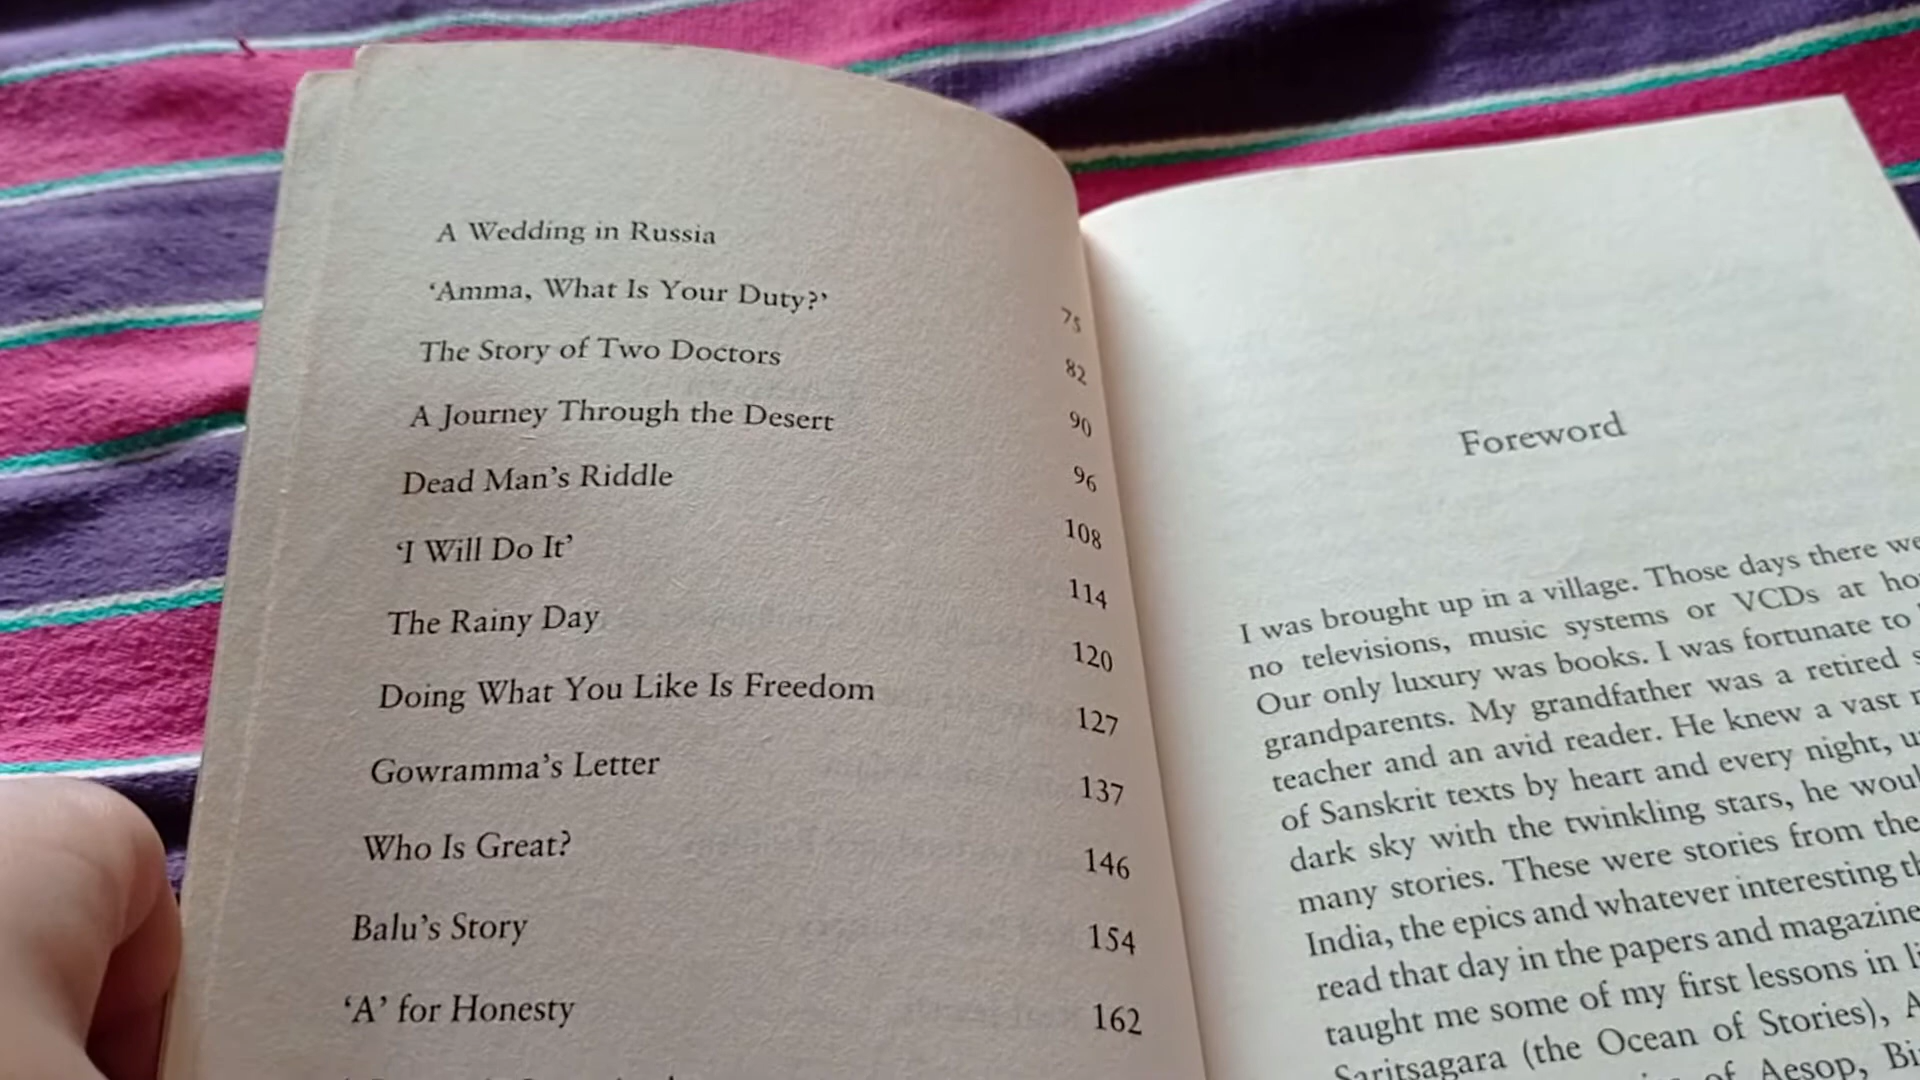 A Wedding in Russia 75
‘Amma, What Is Your Duty?’ 82
The Story of Two Doctors 90
A Journey Through the Desert 96
Dead Man’s Riddle 108
‘I Will Do It’ 114
The Rainy Day 120
Doing What You Like Is Freedom 127
Gowramma’s Letter 137
Who Is Great? 146
Balu’s Story 154
‘A’ for Honesty 162
Foreword
I was brought up in a village. Those days there
no televisions, music systems or VCDs at
Our only luxury was books. I was fortunate to
grandparents. My grandfather was a retired
teacher and an avid reader. He knew a vast
of Sanskrit texts by heart and every night,
dark sky with the twinkling stars, he
many stories. These were stories from the
India, the epics and whatever interesting
read that day in the papers and
taught me some of my first lessons in
Saritsagara (the Ocean of Stories),
of Aesop,